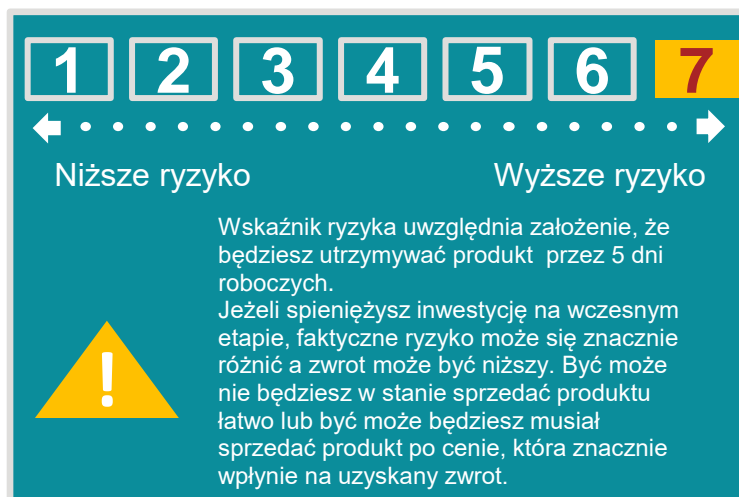 1 2 3 4 5 6 7
Niższe ryzyko Wyższe ryzyko
Wskaźnik ryzyka uwzględnia założenie, że
będziesz utrzymywać produkt przez 5 dni
roboczych.
Jeżeli spieniężysz inwestycję na wczesnym
etapie, faktyczne ryzyko może się znacznie
różnić a zwrot może być niższy. Być może
nie będziesz w stanie sprzedać produktu
łatwo lub być może będziesz musiał
sprzedać produkt po cenie, która znacznie
wpłynie na uzyskany zwrot.
!